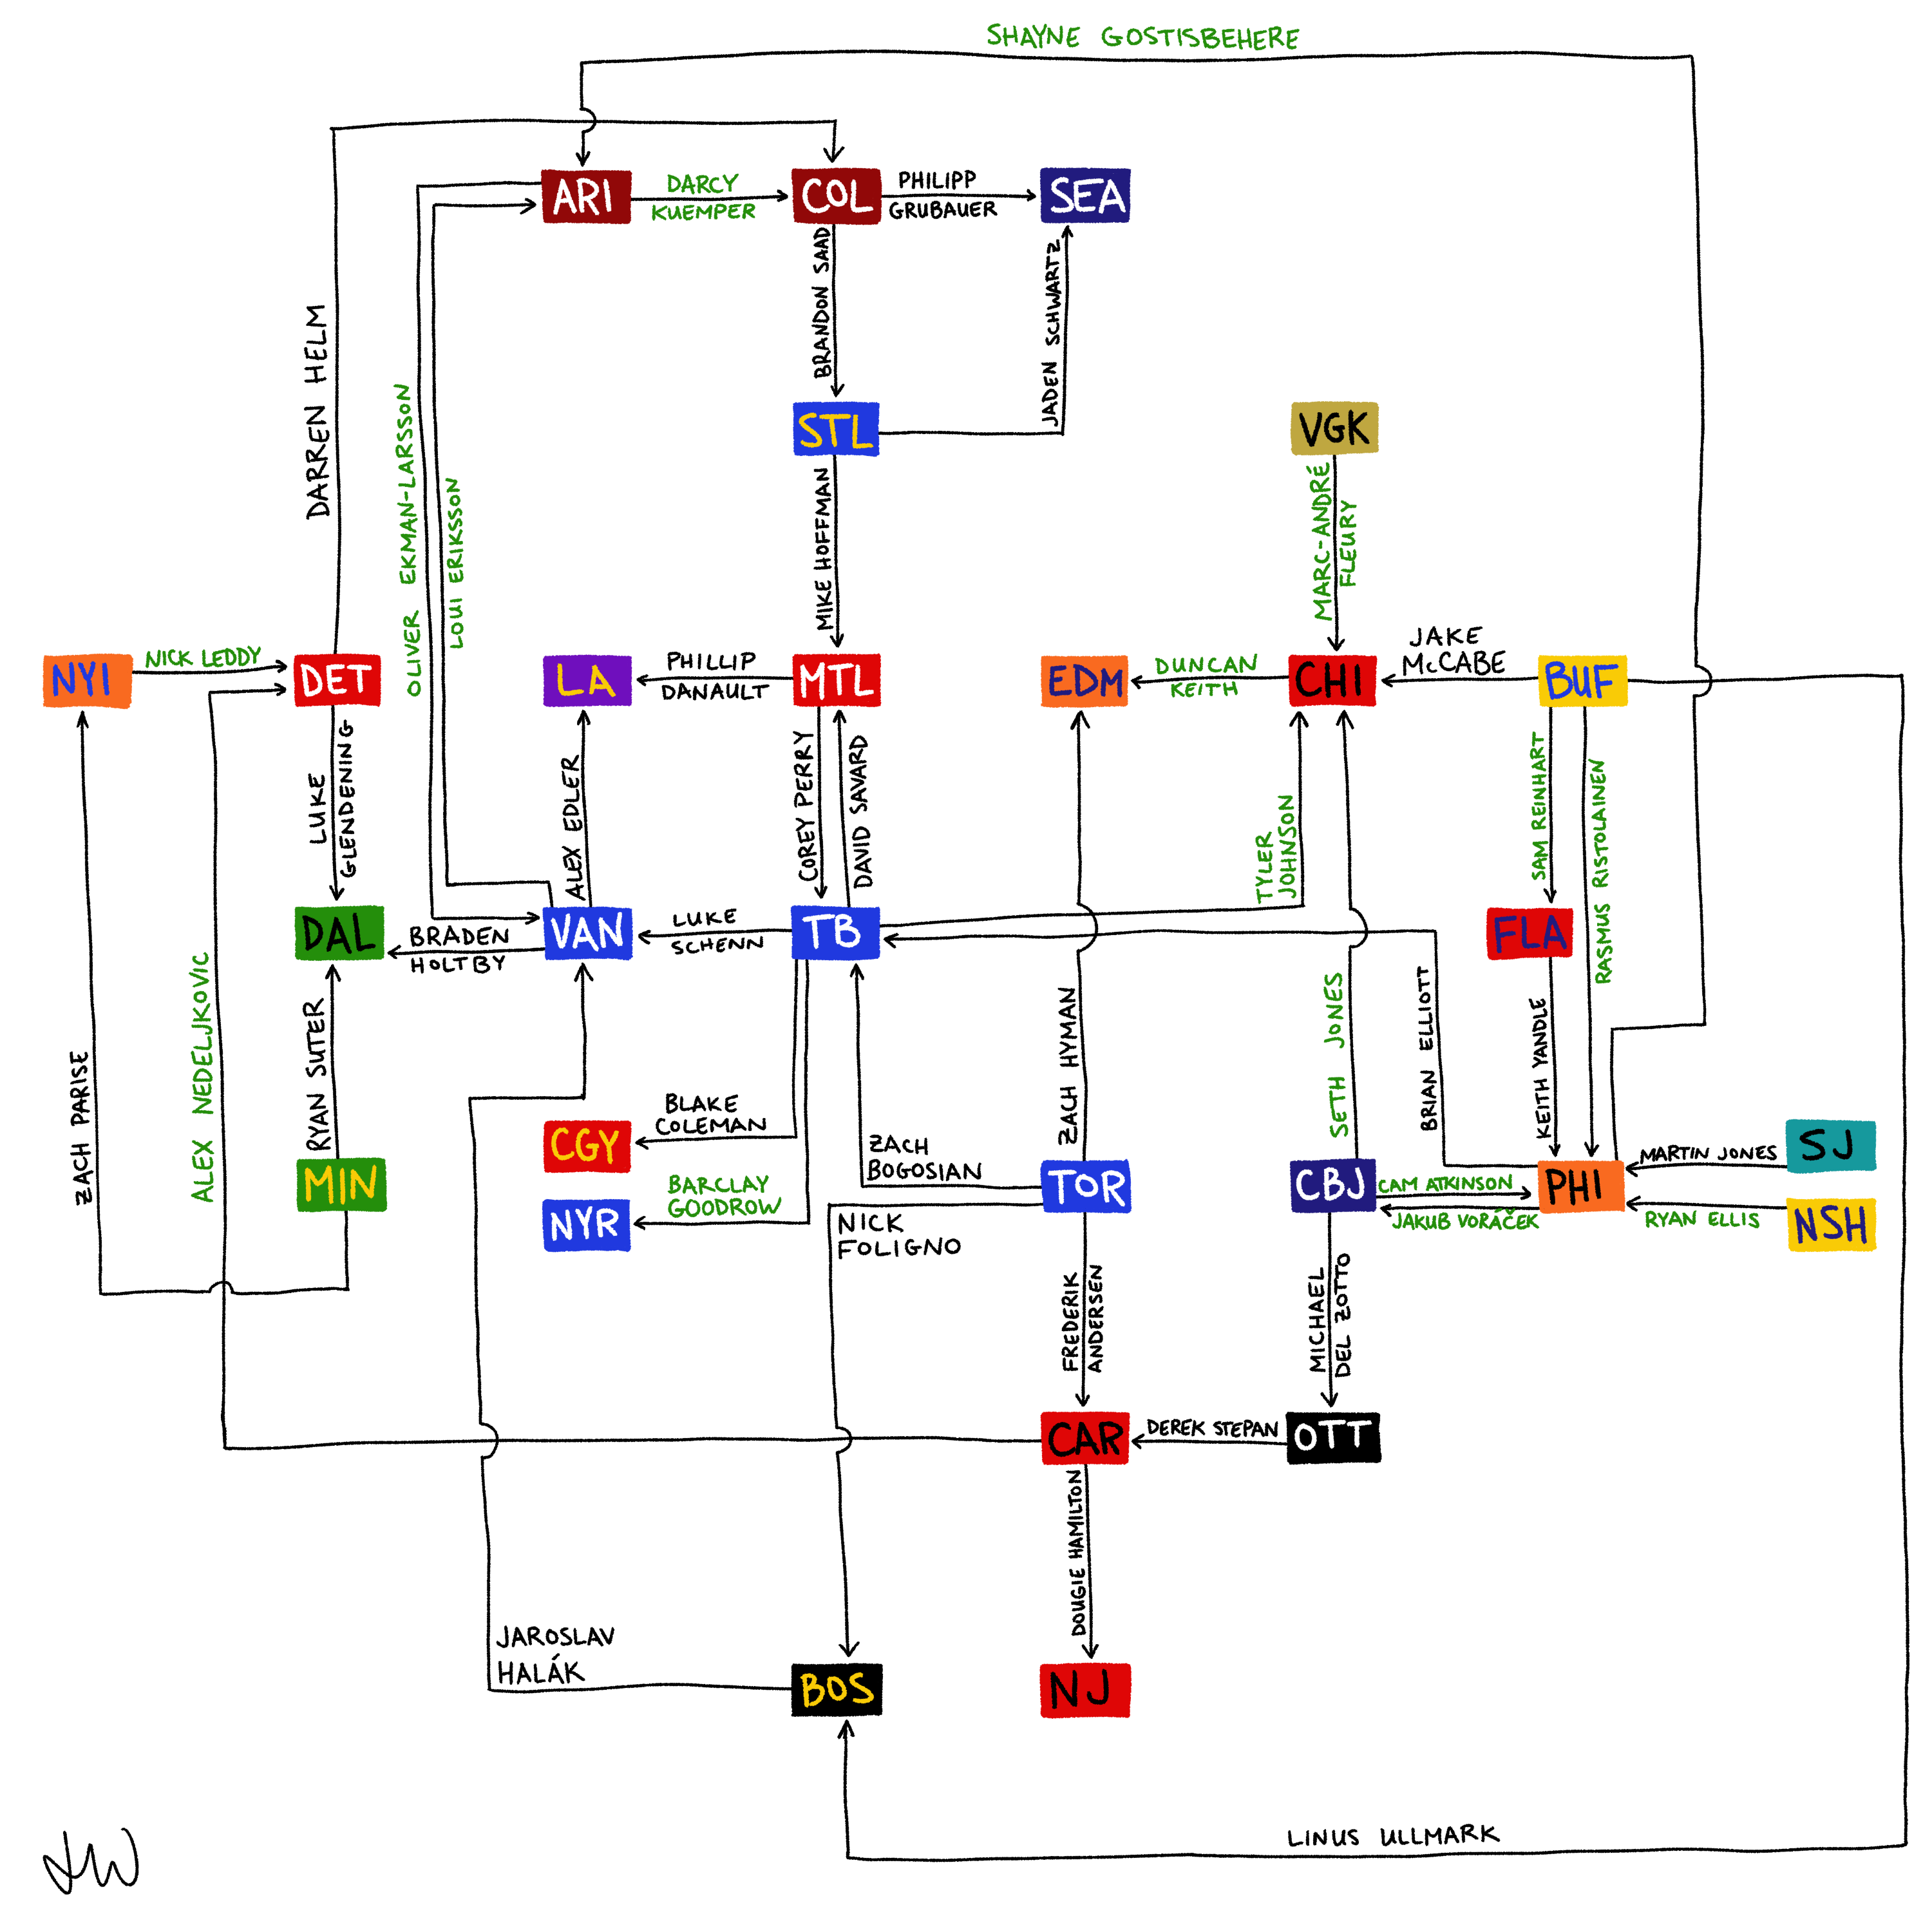 SHAYNE GOSTISBEHERE
ARI
DARCY
KUEMPER
COL
PHILIPP
GRUBAUER
SEA
BRANDON SAAD
JADEN SCHWARTZ
DARREN HELM
OLIVER EKMAN-LARSSON
LOUI ERIKSSON
STL
VGK
MIKE HOFFMAN
MARC-ANDRÉ
FLEURY
NYI
NICK LEDDY
DET
LA
PHILLIP
DANAULT
MTL
EDM
DUNCAN
KEITH
CHI
JAKE
McCABE
BUF
LUKE
GLENDENING
ALEX EDLER
COREY PERRY
DAVID SAVARD
TYLER
JOHNSON
SAM REINHART
RASMUS RISTOLAINEN
DAL
BRADEN
HOLTBY
VAN
LUKE
SCHENN
TB
FLA
ZACH PARISE
ALEX NEDELJKOVIC
RYAN SUTER
ZACH HYMAN
SETH JONES
BRIAN ELLIOTT
KEITH YANDLE
MIN
CGY
BLAKE
COLEMAN
NYR
BARCLAY
GOODROW
ZACH
BOGOSIAN
NICK
FOLIGNO
TOR
CBJ
CAM ATKINSON
JAKUB VORÁČEK
PHI
MARTIN JONES
SJ
RYAN ELLIS
NSH
FREDERIK
ANDERSEN
MICHAEL
DEL ZOTTO
CAR
DEREK STEPAN
OTT
DOUGIE HAMILTON
JAROSLAV
HALÁK
BOS
NJ
LINUS ULLMARK